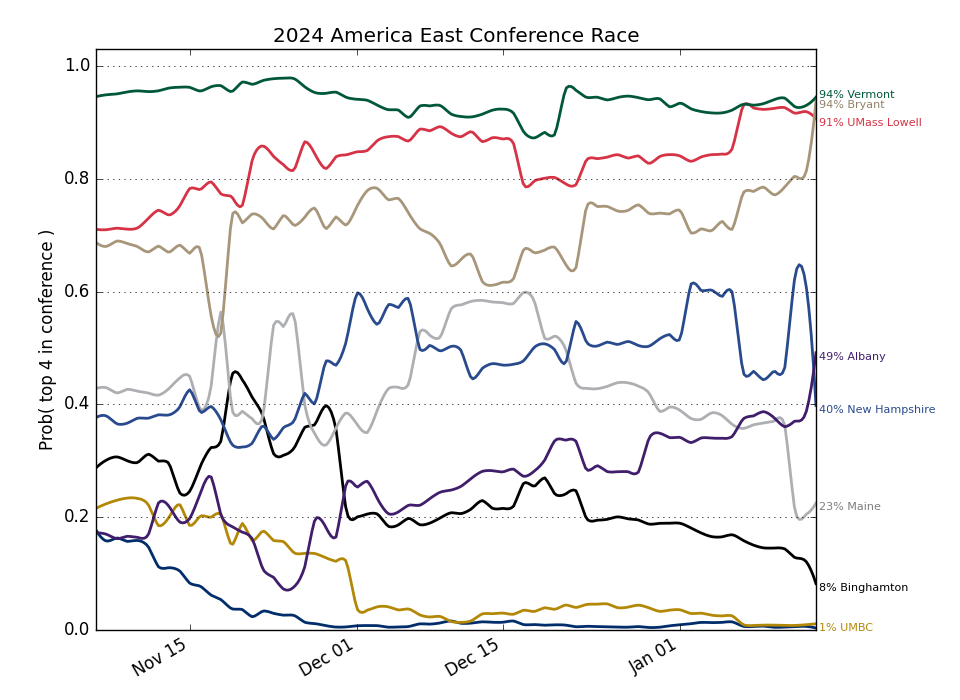 2024 America East Conference Race
Prob( top 4 in conference )
1.0
0.8
0.6
0.4
0.2
0.0
Nov 15
Dec 01
Dec 15
Jan 01
94% Vermont
94% Bryant
91% UMass Lowell
49% Albany
40% New Hampshire
23% Maine
8% Binghamton
1% UMBC